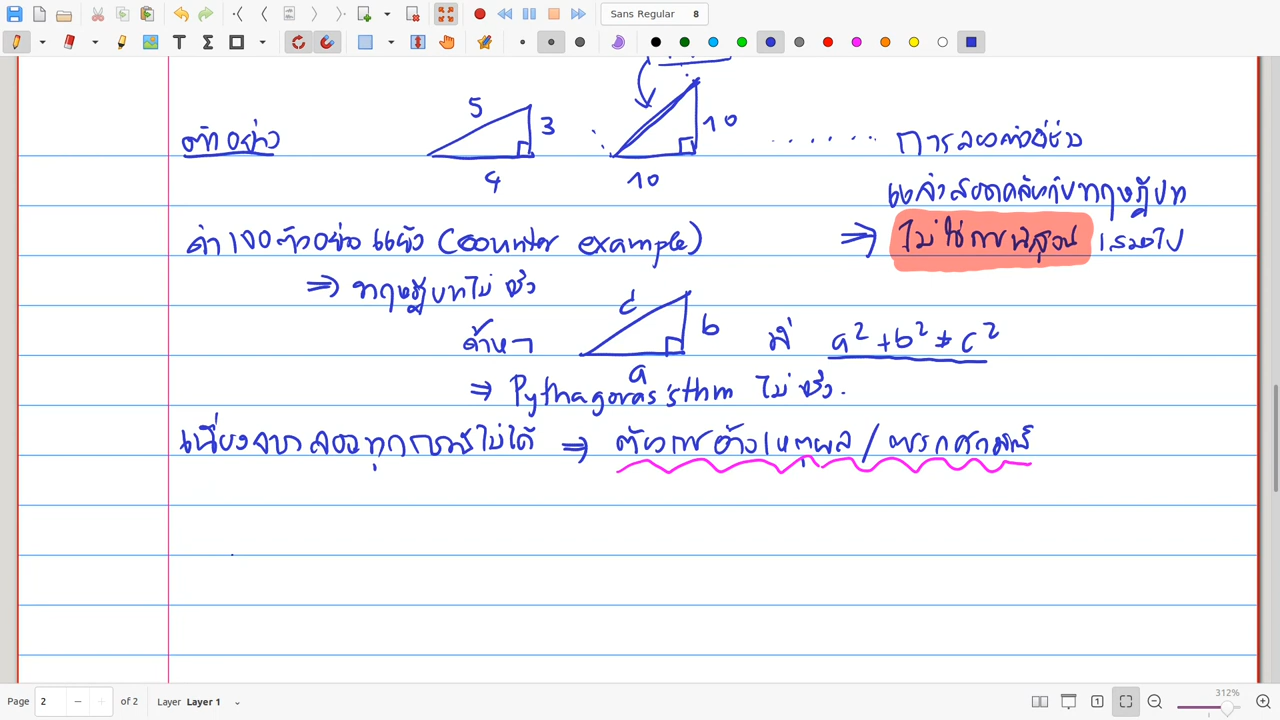 Sans Regular 8
ตัวอย่าง
5
3
4
10
10
การลองตัวอย่าง
แล้วสอดคล้องกับทฤษฎีบท
⇒ ไม่ใช่การพิสูจน์ เสมอไป
ถ้าเจอตัวอย่างแย้ง (counter example)
⇒ ทฤษฎีบทไม่จริง
ถ้าหา
c
b
a
ที่ a² + b² ≠ c²
⇒ Pythagoras's thm ไม่จริง.
เนื่องจากลองทุกกรณีไม่ได้ ⇒ ต้องการอ้างเหตุผล / ตรรกศาสตร์
Page 2 of 2 Layer Layer 1
312%